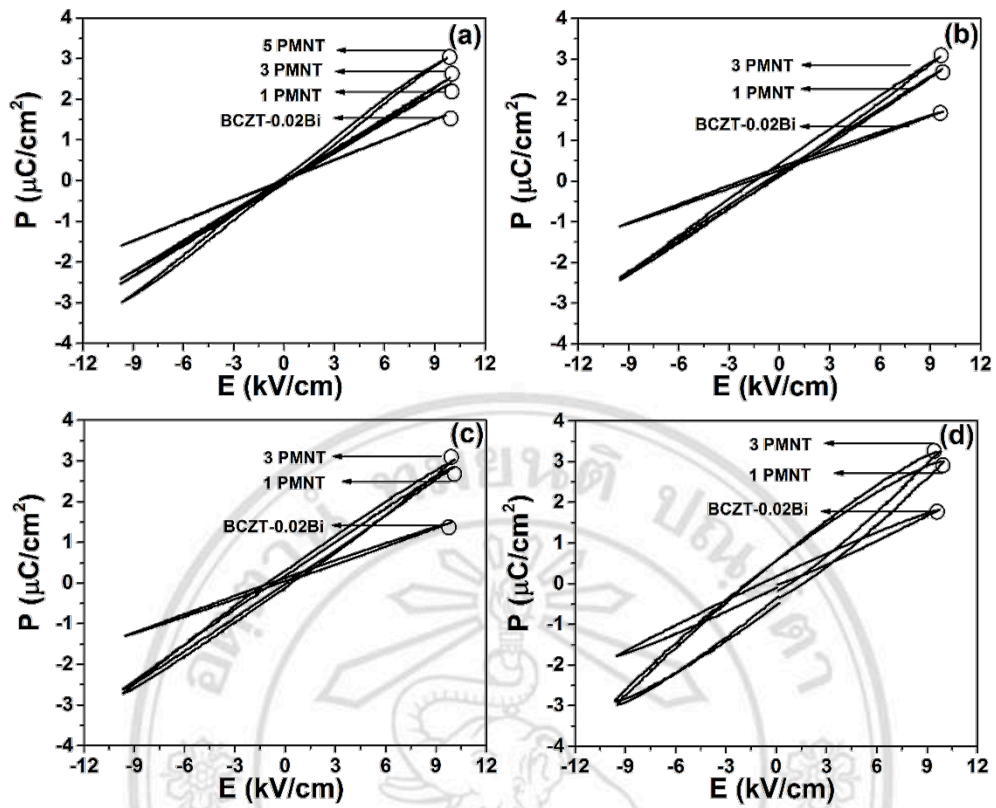 (a)
5 PMNT
3 PMNT
1 PMNT
BCZT-0.02Bi
P (μC/cm²)
4
3
2
1
0
-1
-2
-3
-4
-12 -9 -6 -3 0 3 6 9 12
E (kV/cm)
(b)
3 PMNT
1 PMNT
BCZT-0.02Bi
P (μC/cm²)
4
3
2
1
0
-1
-2
-3
-4
-12 -9 -6 -3 0 3 6 9 12
E (kV/cm)
(c)
3 PMNT
1 PMNT
BCZT-0.02Bi
P (μC/cm²)
4
3
2
1
0
-1
-2
-3
-4
-12 -9 -6 -3 0 3 6 9 12
E (kV/cm)
(d)
3 PMNT
1 PMNT
BCZT-0.02Bi
P (μC/cm²)
4
3
2
1
0
-1
-2
-3
-4
-12 -9 -6 -3 0 3 6 9 12
E (kV/cm)